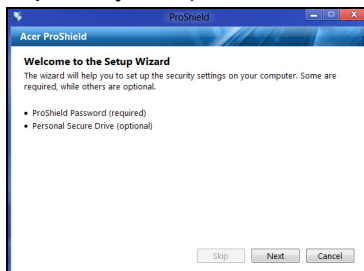 ProShield
Acer ProShield
Welcome to the Setup Wizard
The wizard will help you to set up the security settings on your computer. Some are
required, while others are optional.
• ProShield Password (required)
• Personal Secure Drive (optional)
Skip Next Cancel